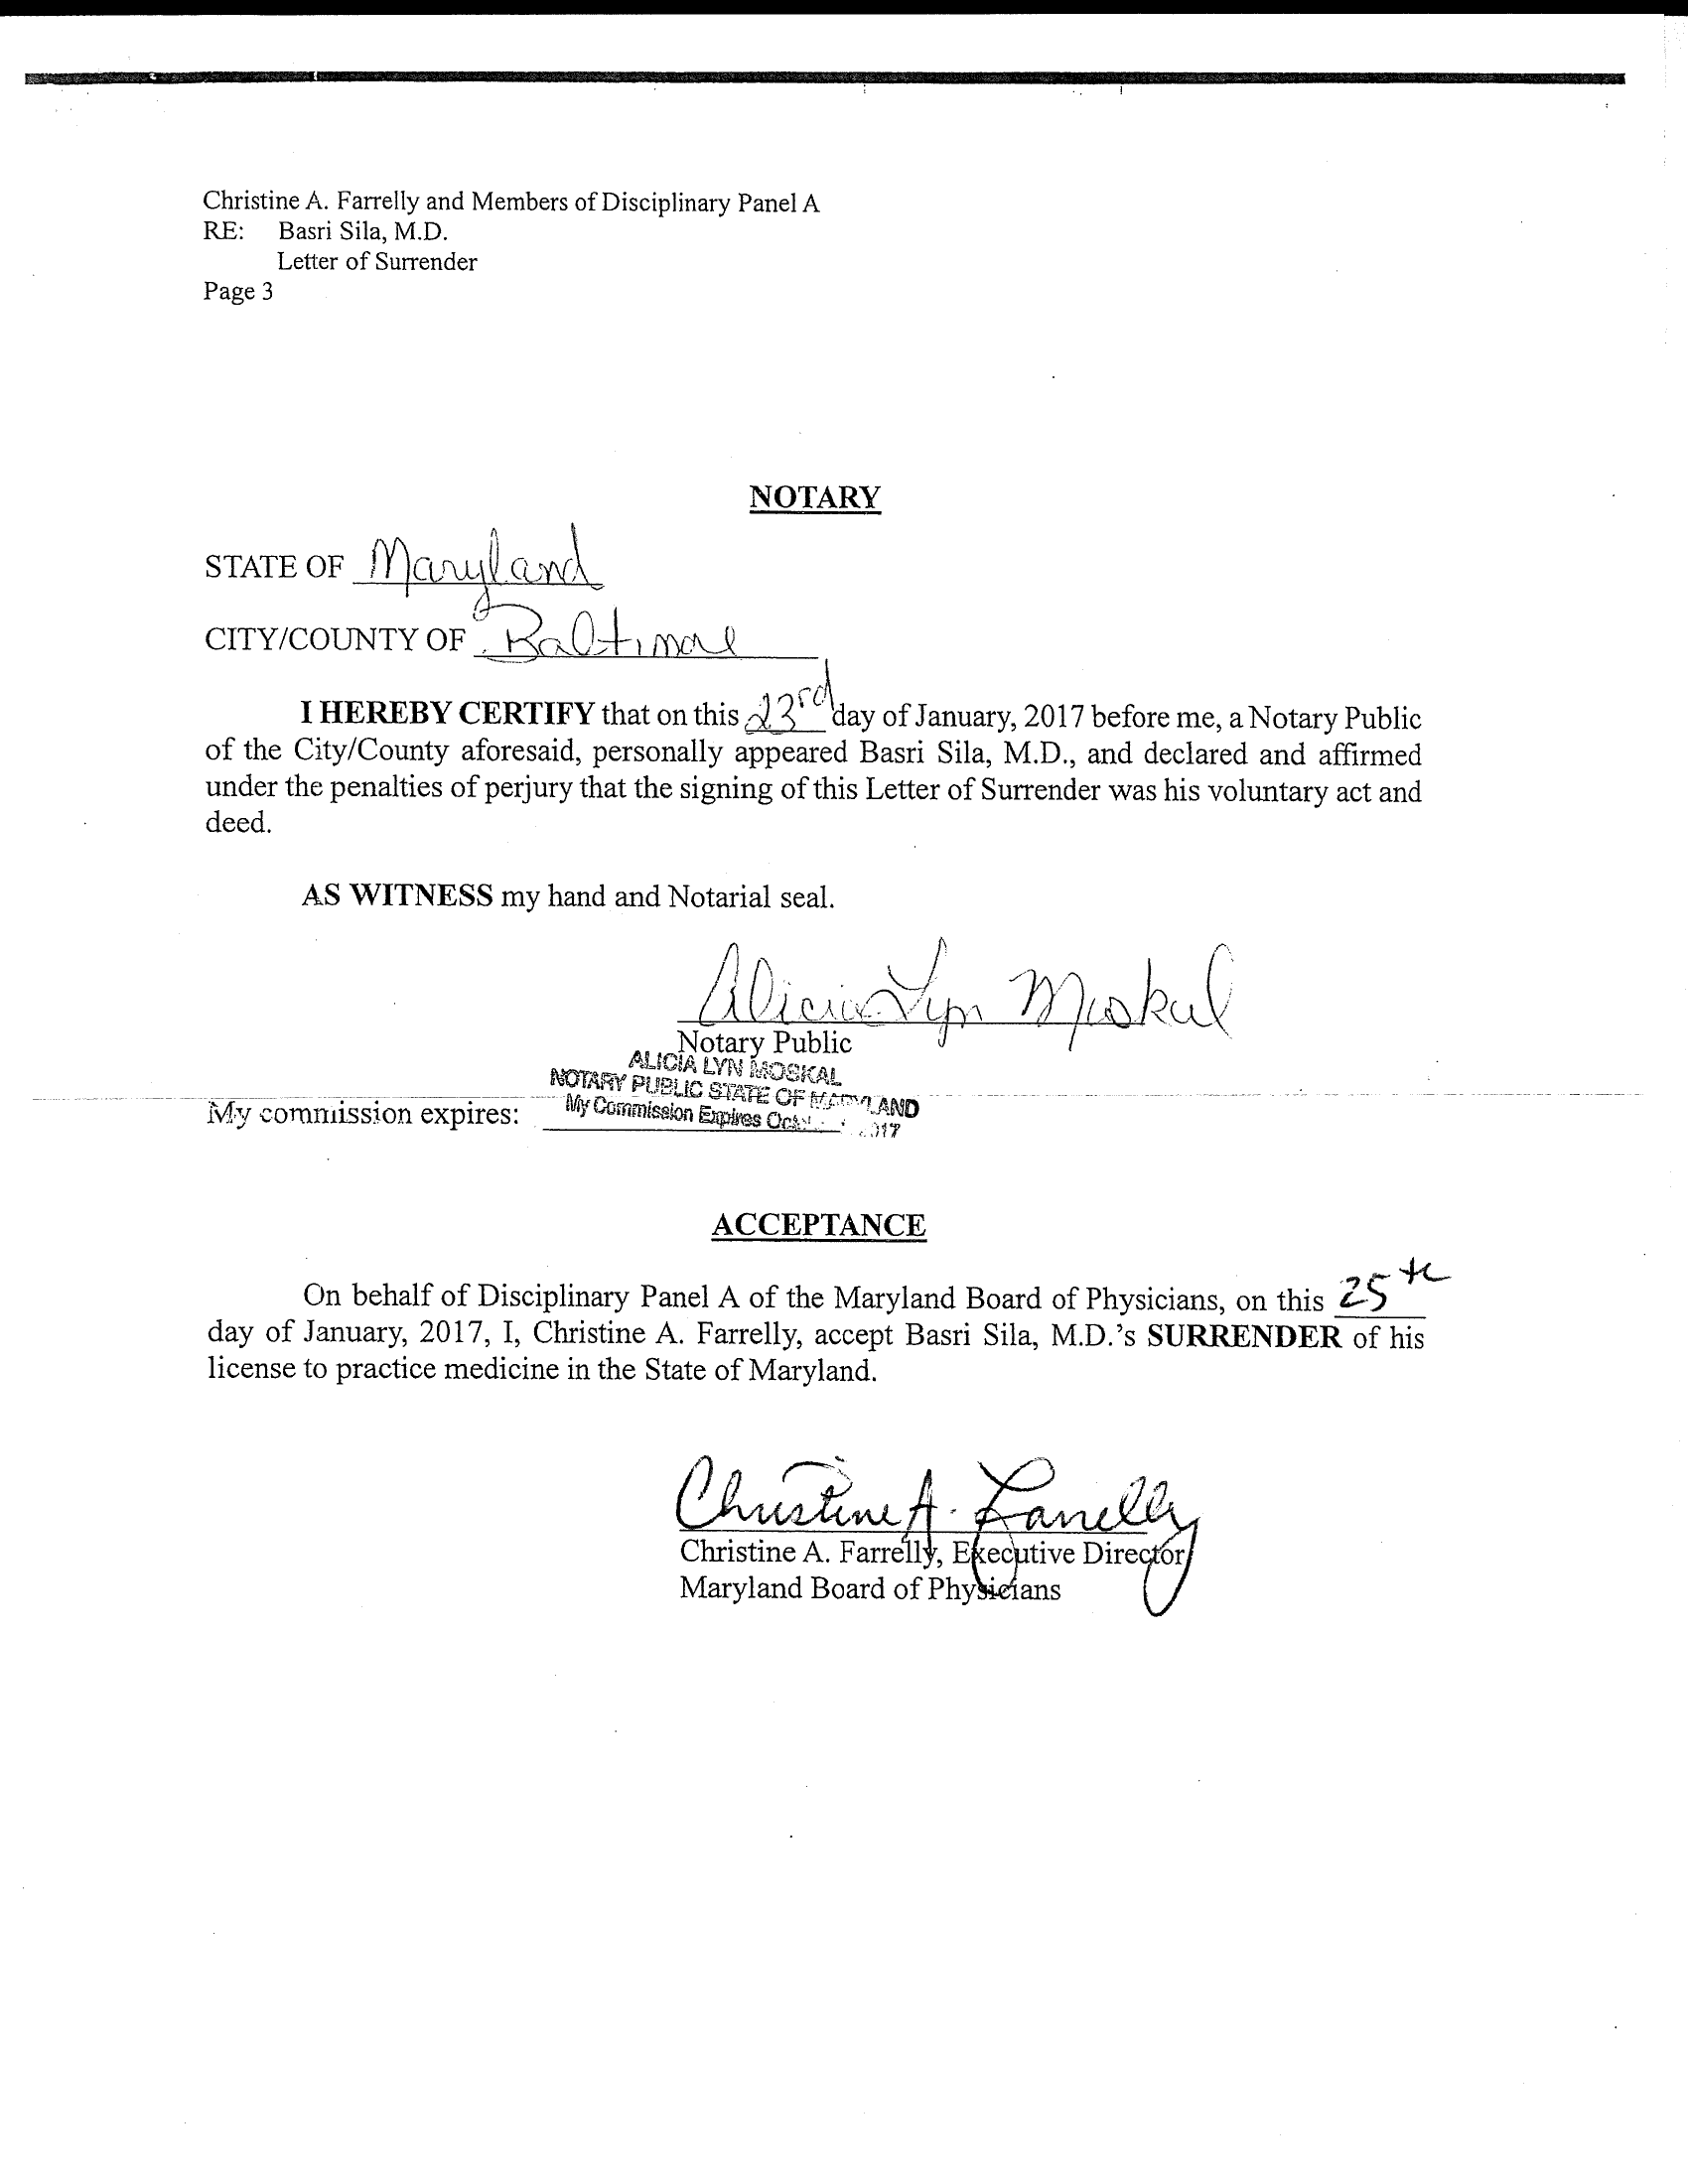 Christine A. Farrelly and Members of Disciplinary Panel A
RE: Basri Sila, M.D.
Letter of Surrender
Page 3
NOTARY
STATE OF Maryland
CITY/COUNTY OF Baltimore
I HEREBY CERTIFY that on this 23rd day of January, 2017 before me, a Notary Public
of the City/County aforesaid, personally appeared Basri Sila, M.D., and declared and affirmed
under the penalties of perjury that the signing of this Letter of Surrender was his voluntary act and
deed.
AS WITNESS my hand and Notarial seal.
Alicia Lyn Moskal
Notary Public
ALICIA LYN MOSKAL
NOTARY PUBLIC STATE OF MARYLAND
My commission expires: My Commission Expires 2017
ACCEPTANCE
On behalf of Disciplinary Panel A of the Maryland Board of Physicians, on this 25th
day of January, 2017, I, Christine A. Farrelly, accept Basri Sila, M.D.'s SURRENDER of his
license to practice medicine in the State of Maryland.
Christine A. Farrelly
Christine A. Farrelly, Executive Director
Maryland Board of Physicians